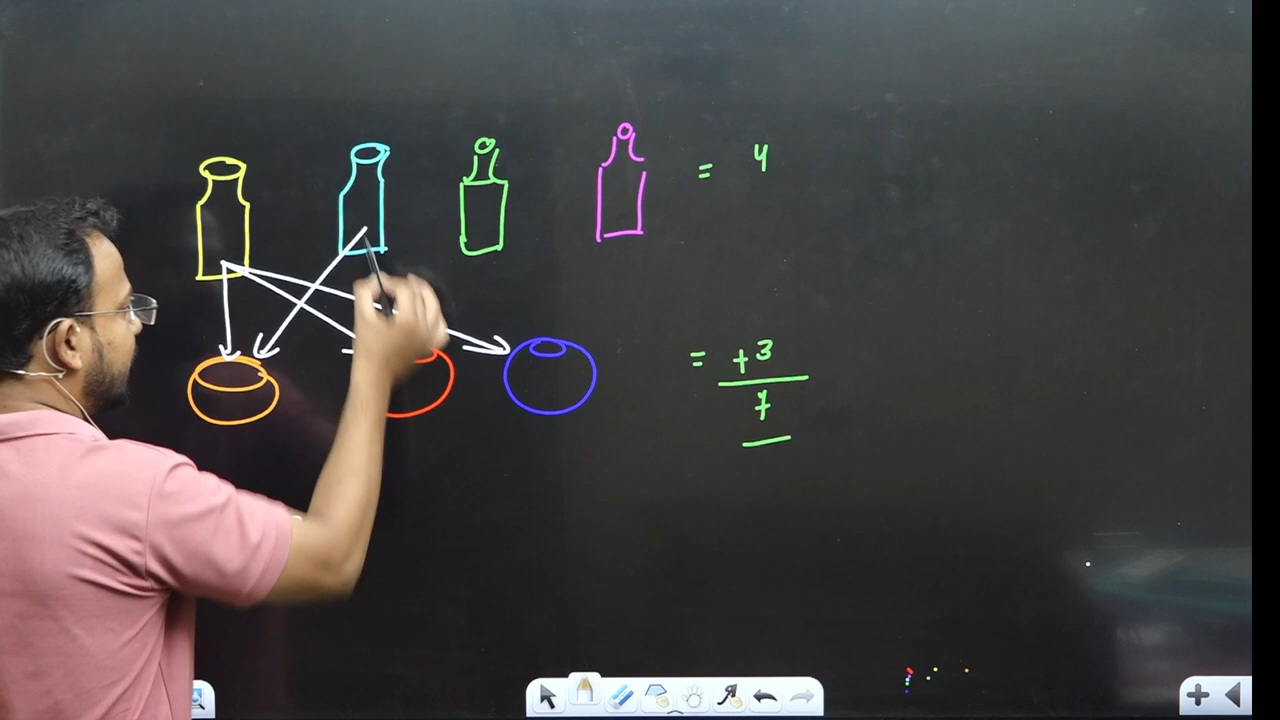 = 4
= + 3
7